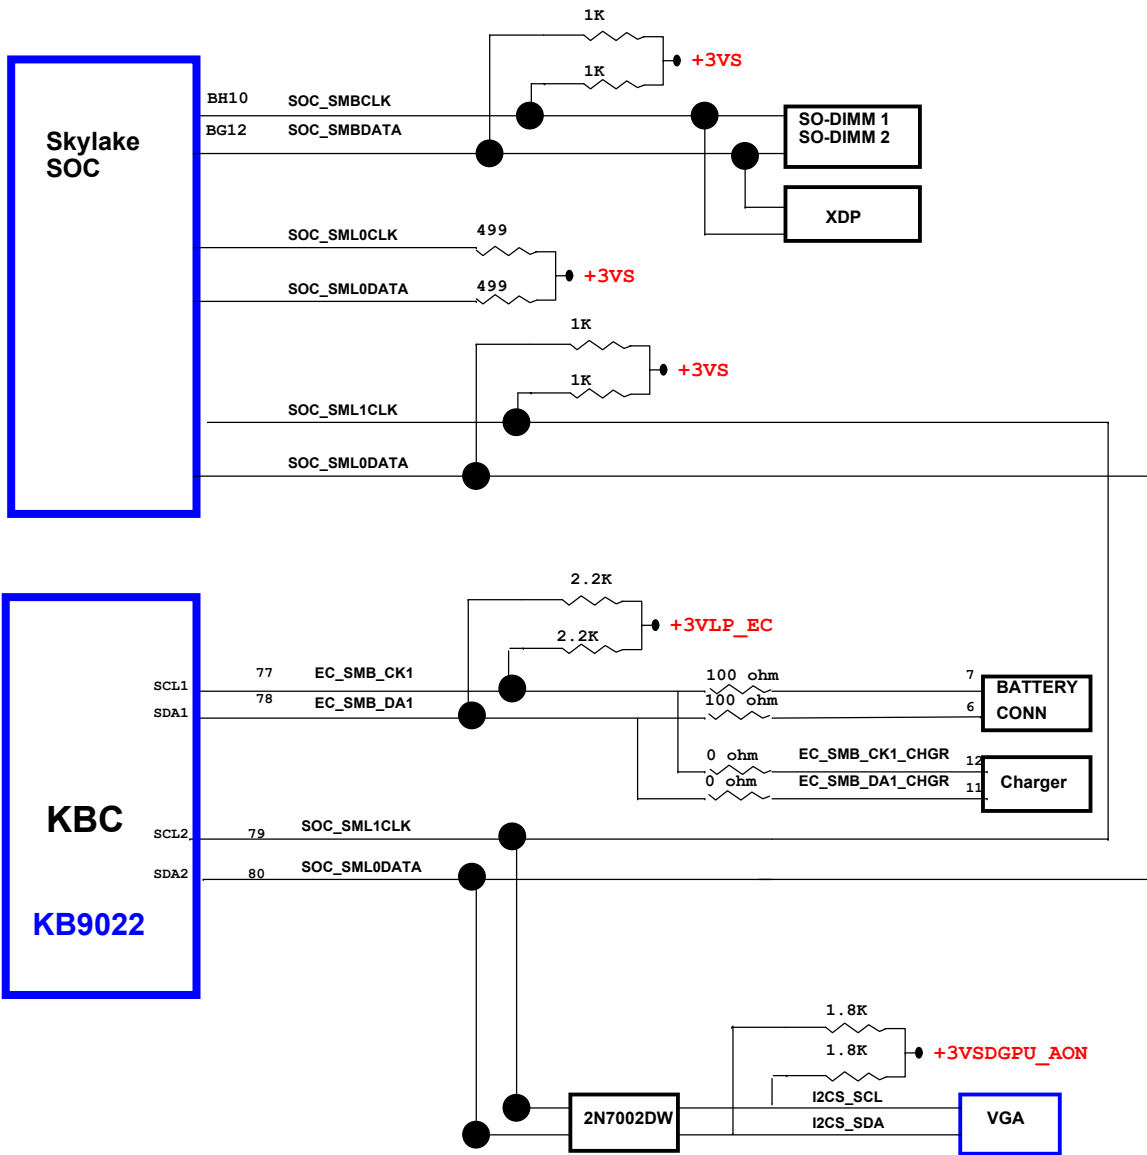 1K
+3VS
1K
BH10
SOC_SMBCLK
BG12
SOC_SMBDATA
SO-DIMM 1
SO-DIMM 2
Skylake
SOC
XDP
SOC_SML0CLK
499
+3VS
SOC_SML0DATA
499
1K
+3VS
1K
SOC_SML1CLK
SOC_SML0DATA
2.2K
+3VLP_EC
2.2K
77
EC_SMB_CK1
100 ohm
7
BATTERY
CONN
SCL1
78
EC_SMB_DA1
100 ohm
6
SDA1
0 ohm
EC_SMB_CK1_CHGR
12
0 ohm
EC_SMB_DA1_CHGR
11
Charger
KBC
SCL2
79
SOC_SML1CLK
SDA2
80
SOC_SML0DATA
KB9022
1.8K
1.8K
+3VSDGPU_AON
I2CS_SCL
2N7002DW
I2CS_SDA
VGA